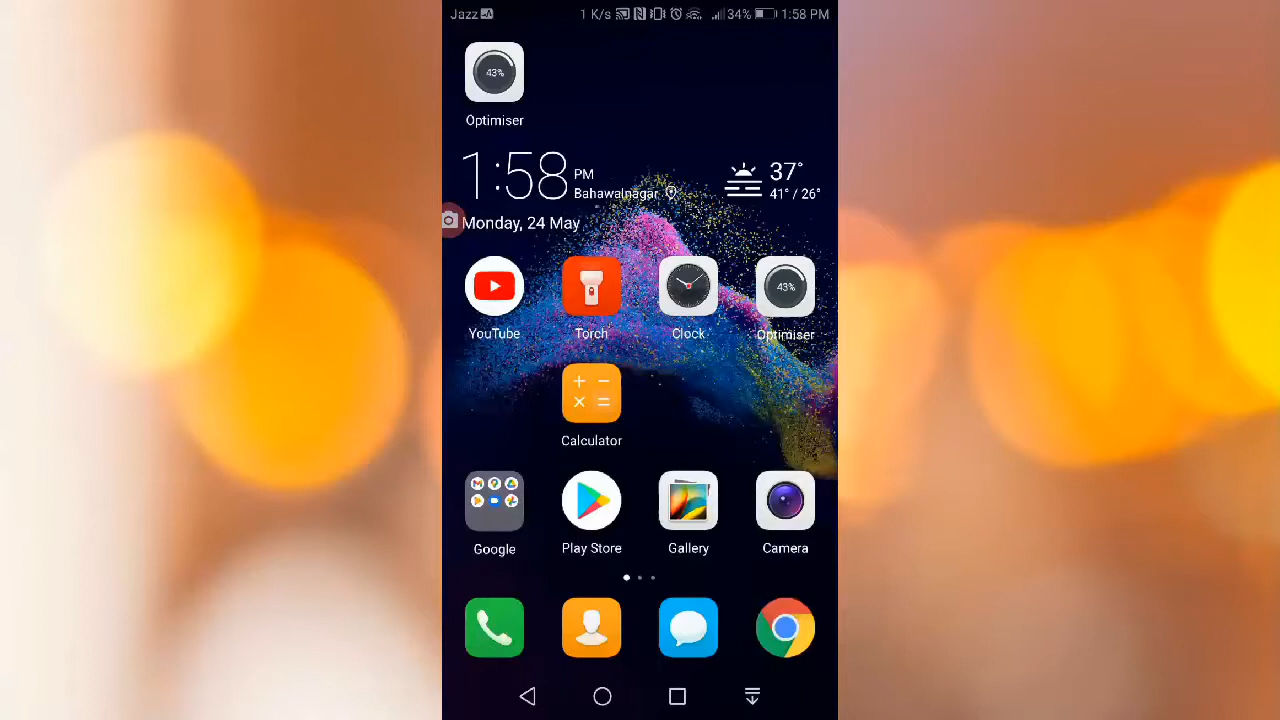 Jazz 1 K/s 34% 1:58 PM
43%
Optimiser
1:58 PM
Bahawalnagar
37°
41° / 26°
Monday, 24 May
43%
YouTube Torch Clock Optimiser
Calculator
Google Play Store Gallery Camera